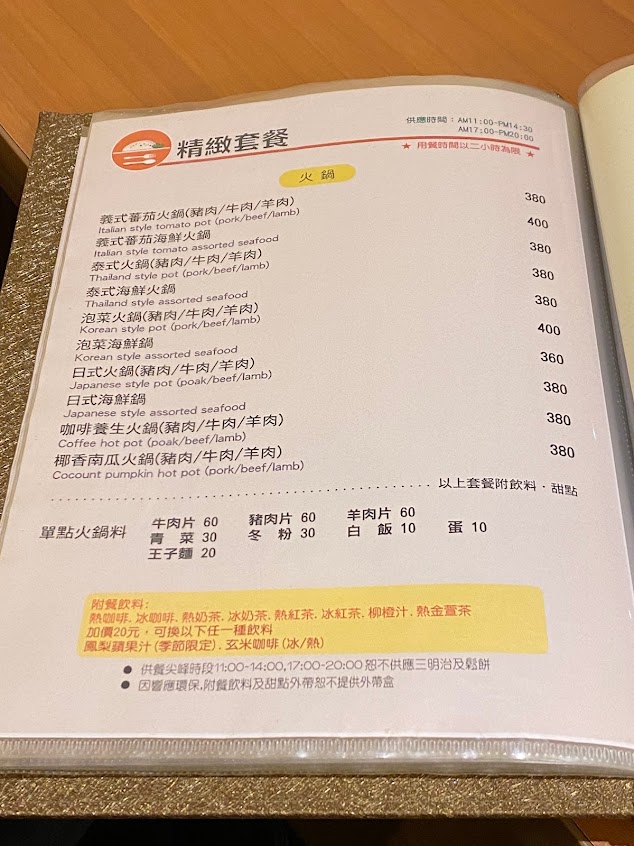 精緻套餐
供應時間：AM11:00-PM14:30
AM17:00-PM20:00
★ 用餐時間以二小時為限 ★
火鍋
義式蕃茄火鍋(豬肉/牛肉/羊肉) 380
Italian style tomato pot (pork/beef/lamb)
義式蕃茄海鮮火鍋 400
Italian style tomato assorted seafood
泰式火鍋(豬肉/牛肉/羊肉) 380
Thailand style pot (pork/beef/lamb)
泰式海鮮火鍋 380
Thailand style assorted seafood
泡菜火鍋(豬肉/牛肉/羊肉) 380
Korean style pot (pork/beef/lamb)
泡菜海鮮鍋 400
Korean style assorted seafood
日式火鍋(豬肉/牛肉/羊肉) 360
Japanese style pot (poak/beef/lamb)
日式海鮮鍋 380
Japanese style assorted seafood
咖啡養生火鍋(豬肉/牛肉/羊肉) 380
Coffee hot pot (poak/beef/lamb)
椰香南瓜火鍋(豬肉/牛肉/羊肉) 380
Cocount pumpkin hot pot (pork/beef/lamb)
以上套餐附飲料．甜點
單點火鍋料 牛肉片 60 豬肉片 60 羊肉片 60
青 菜 30 冬 粉 30 白 飯 10 蛋 10
王子麵 20
附餐飲料:
熱咖啡. 冰咖啡. 熱奶茶. 冰奶茶. 熱紅茶. 冰紅茶. 柳橙汁. 熱金萱茶
加價20元，可換以下任一種飲料
鳳梨蘋果汁(季節限定). 玄米咖啡(冰/熱)
● 供餐尖峰時段11:00-14:00,17:00-20:00 恕不供應三明治及鬆餅
● 因響應環保,附餐飲料及甜點外帶恕不提供外帶盒